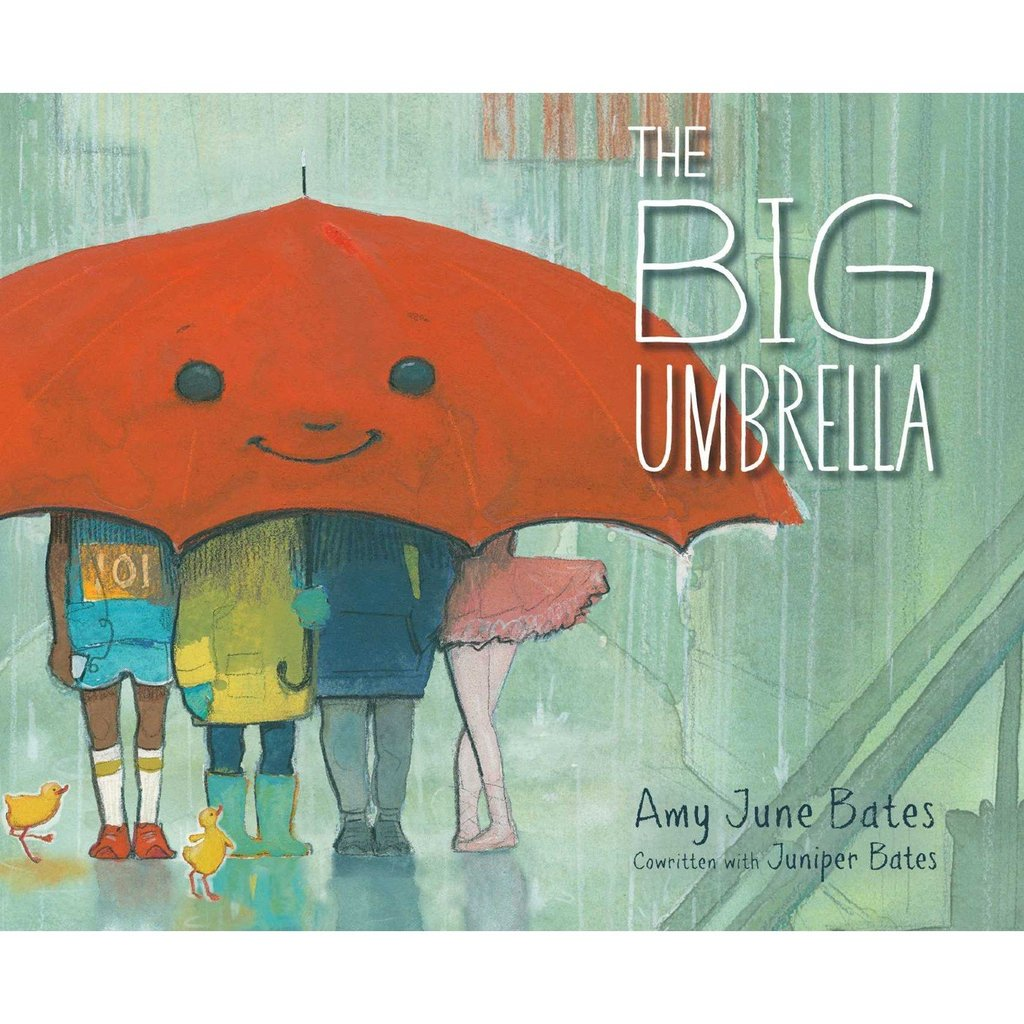 THE
BIG
UMBRELLA
101
Amy June Bates
Cowritten with Juniper Bates